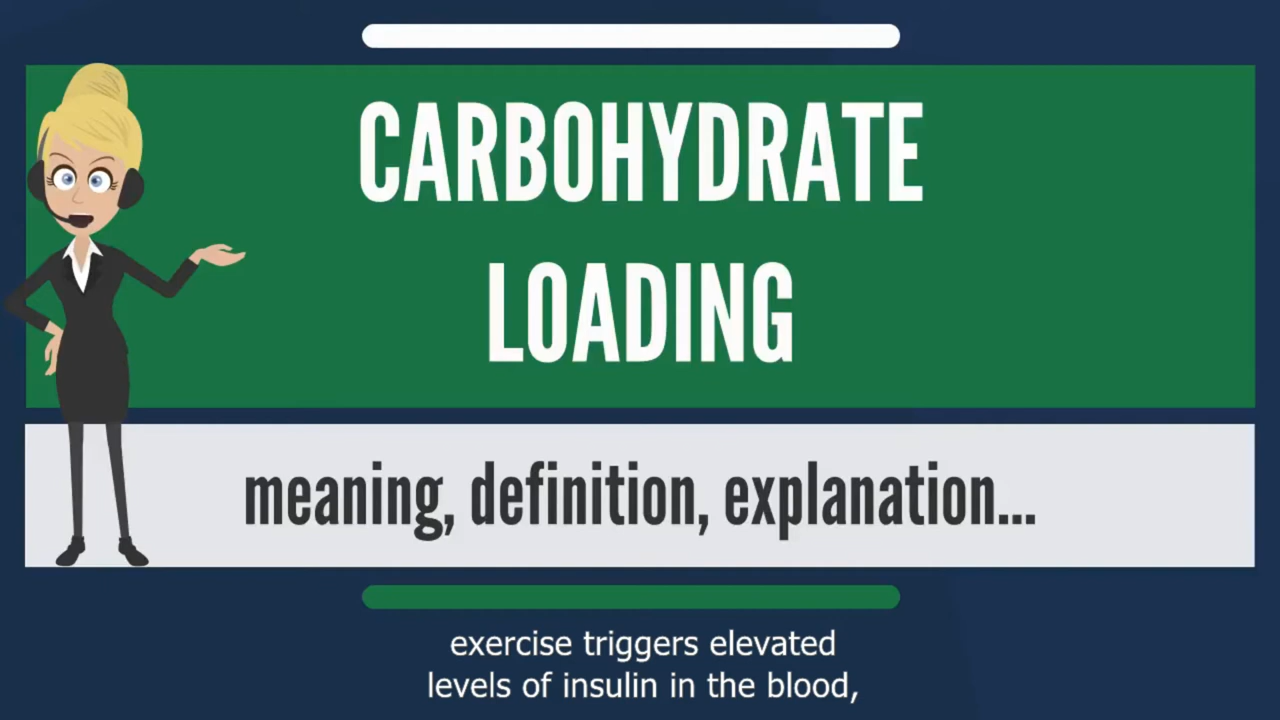 CARBOHYDRATE
LOADING
meaning, definition, explanation...
exercise triggers elevated
levels of insulin in the blood,